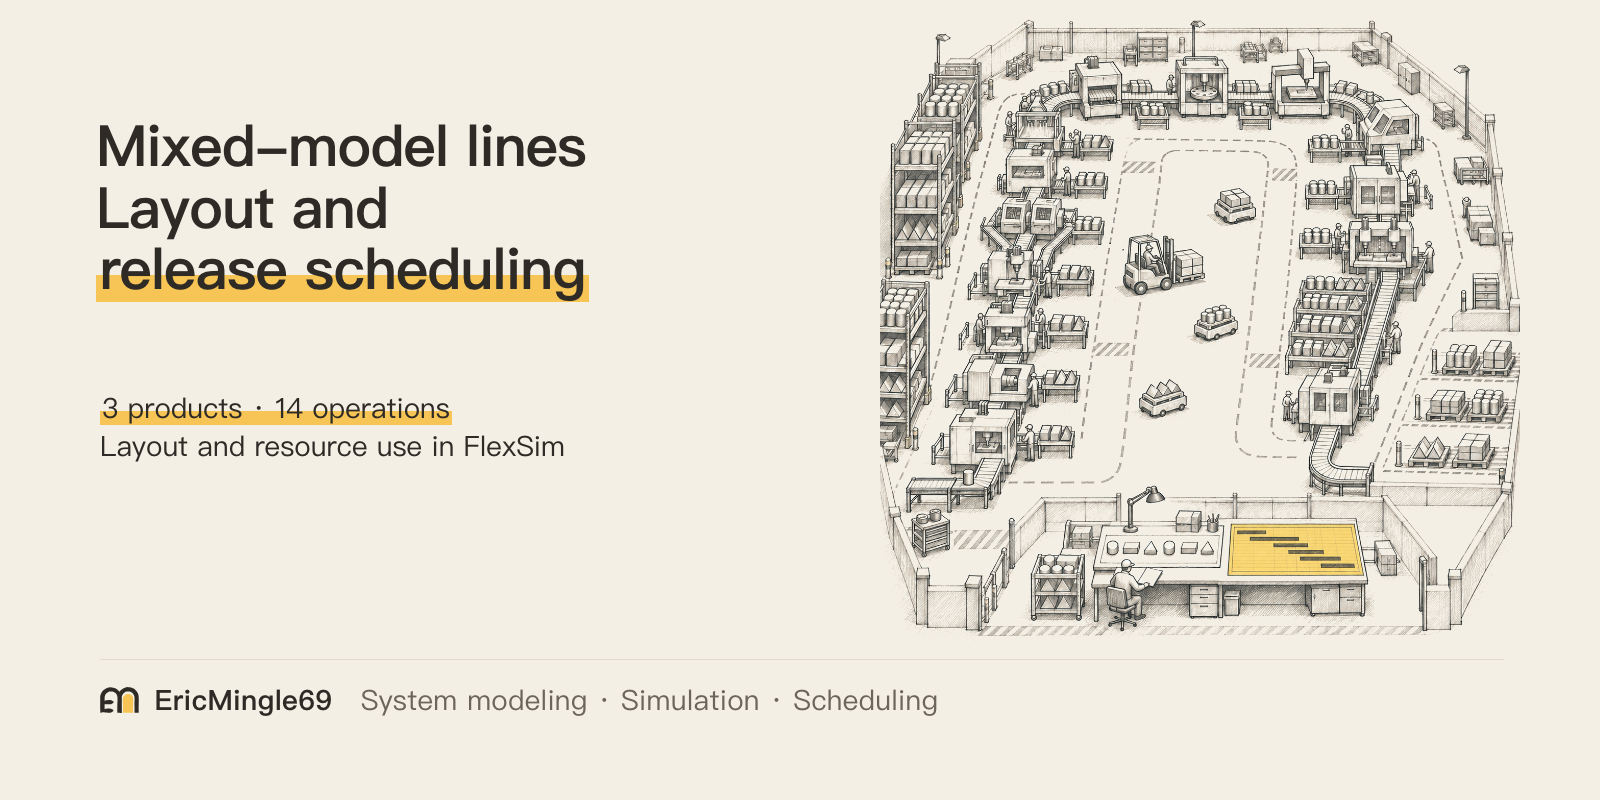 Mixed–model lines
Layout and
release scheduling
3 products · 14 operations
Layout and resource use in FlexSim
EricMingle69 System modeling · Simulation · Scheduling